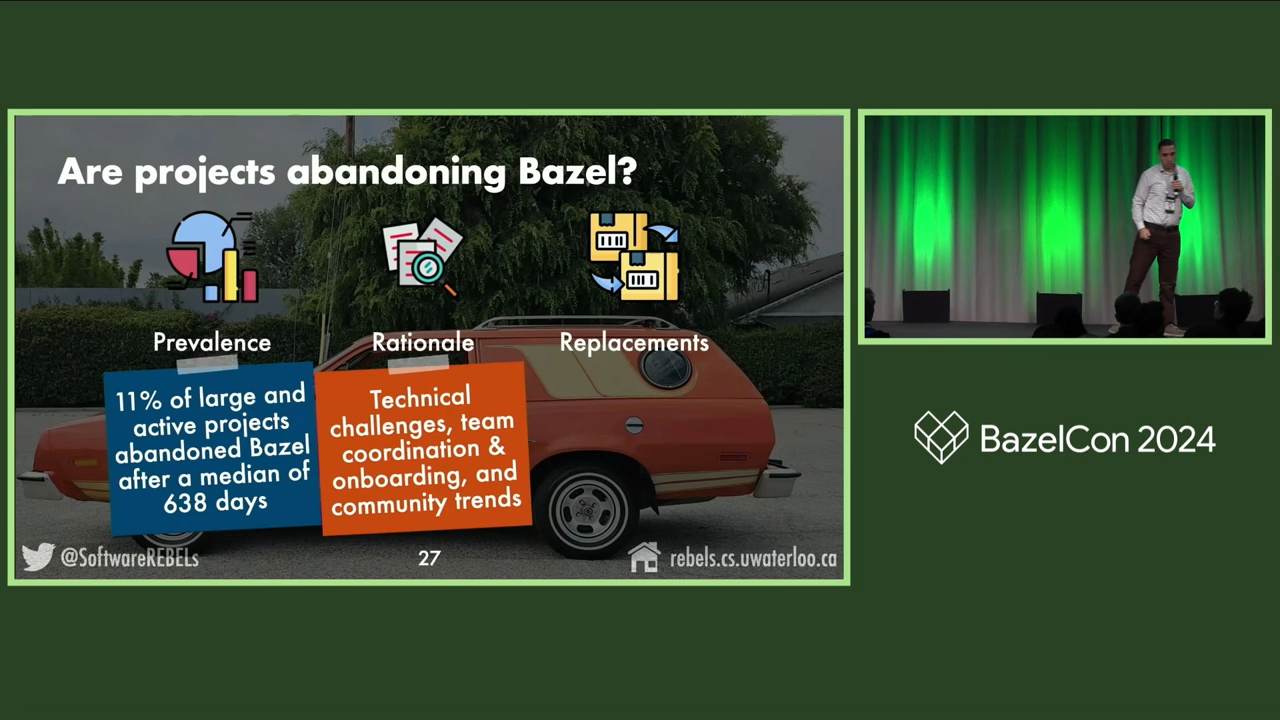 Are projects abandoning Bazel?
Prevalence
Rationale
Replacements
11% of large and
active projects
abandoned Bazel
after a median of
638 days
Technical
challenges, team
coordination &
onboarding, and
community trends
@SoftwareREBELs
27
rebels.cs.uwaterloo.ca
BazelCon 2024